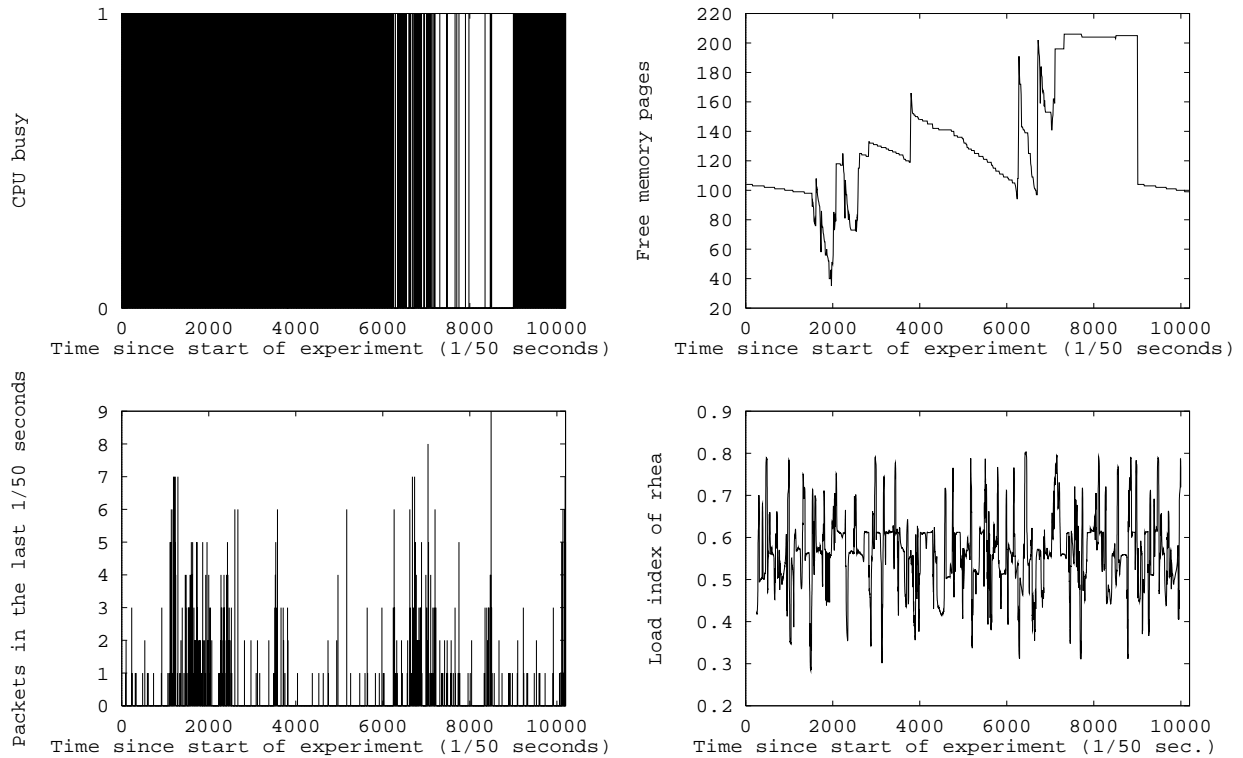 CPU busy
1
0
0 2000 4000 6000 8000 10000
Time since start of experiment (1/50 seconds)
Free memory pages
220
200
180
160
140
120
100
80
60
40
20
0 2000 4000 6000 8000 10000
Time since start of experiment (1/50 seconds)
Packets in the last 1/50 seconds
9
8
7
6
5
4
3
2
1
0
0 2000 4000 6000 8000 10000
Time since start of experiment (1/50 seconds)
Load index of rhea
0.9
0.8
0.7
0.6
0.5
0.4
0.3
0.2
0 2000 4000 6000 8000 10000
Time since start of experiment (1/50 sec.)